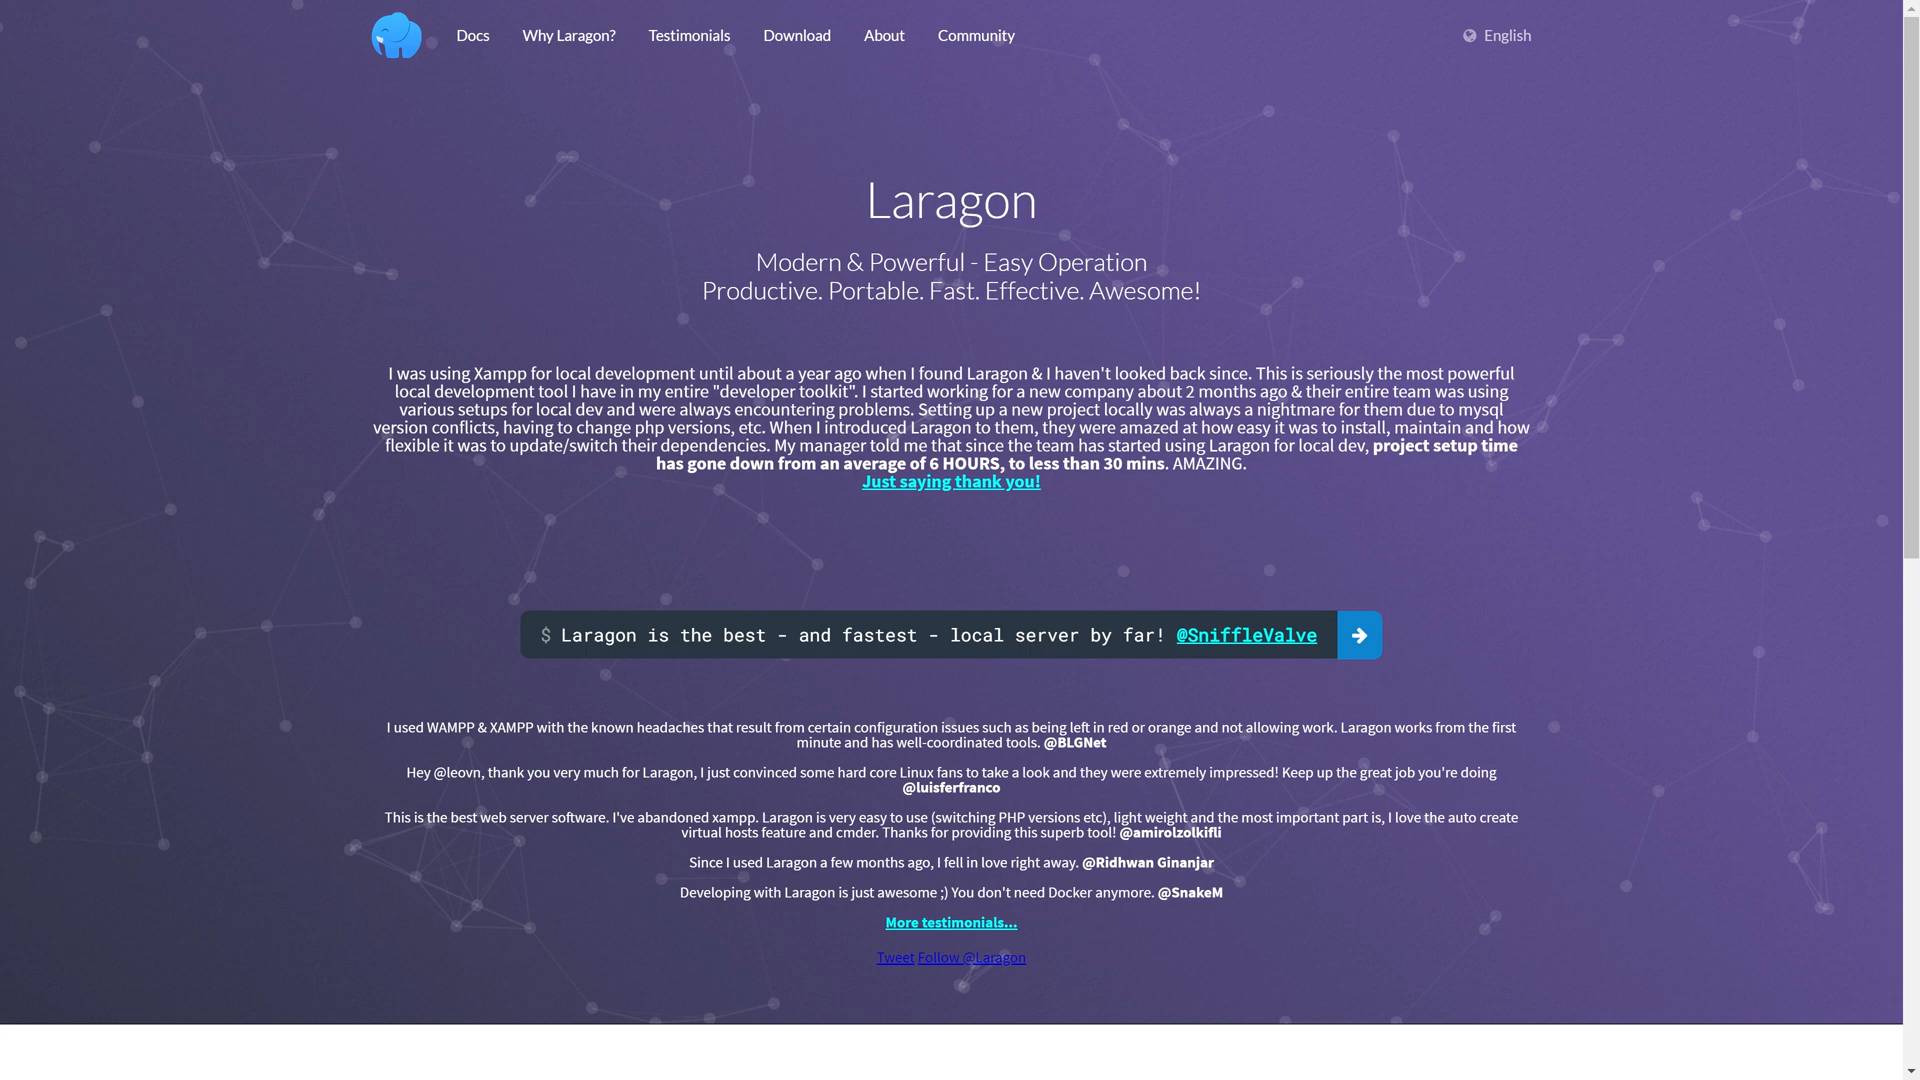 Docs Why Laragon? Testimonials Download About Community English
Laragon
Modern & Powerful - Easy Operation
Productive. Portable. Fast. Effective. Awesome!
I was using Xampp for local development until about a year ago when I found Laragon & I haven't looked back since. This is seriously the most powerful
local development tool I have in my entire "developer toolkit". I started working for a new company about 2 months ago & their entire team was using
various setups for local dev and were always encountering problems. Setting up a new project locally was always a nightmare for them due to mysql
version conflicts, having to change php versions, etc. When I introduced Laragon to them, they were amazed at how easy it was to install, maintain and how
flexible it was to update/switch their dependencies. My manager told me that since the team has started using Laragon for local dev, project setup time
has gone down from an average of 6 HOURS, to less than 30 mins. AMAZING.
Just saying thank you!
$ Laragon is the best - and fastest - local server by far! @SniffleValve
I used WAMPP & XAMPP with the known headaches that result from certain configuration issues such as being left in red or orange and not allowing work. Laragon works from the first
minute and has well-coordinated tools. @BLGNet
Hey @leovn, thank you very much for Laragon, I just convinced some hard core Linux fans to take a look and they were extremely impressed! Keep up the great job you're doing
@luisferfranco
This is the best web server software. I've abandoned xampp. Laragon is very easy to use (switching PHP versions etc), light weight and the most important part is, I love the auto create
virtual hosts feature and cmder. Thanks for providing this superb tool! @amirolzolkifli
Since I used Laragon a few months ago, I fell in love right away. @Ridhwan Ginanjar
Developing with Laragon is just awesome ;) You don't need Docker anymore. @SnakeM
More testimonials...
Tweet Follow @Laragon